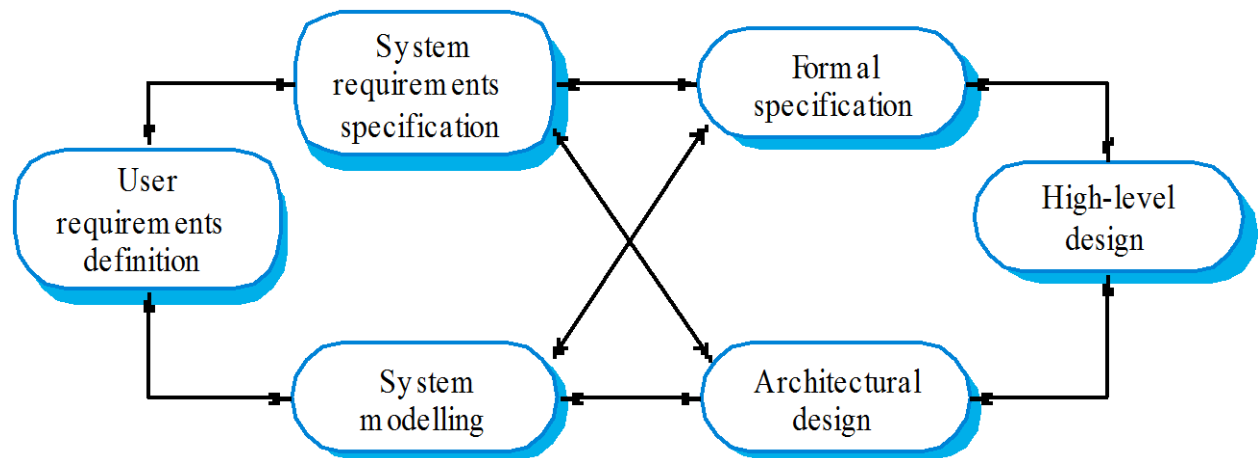 System
requirements
specification
Formal
specification
User
requirements
definition
High-level
design
System
modelling
Architectural
design